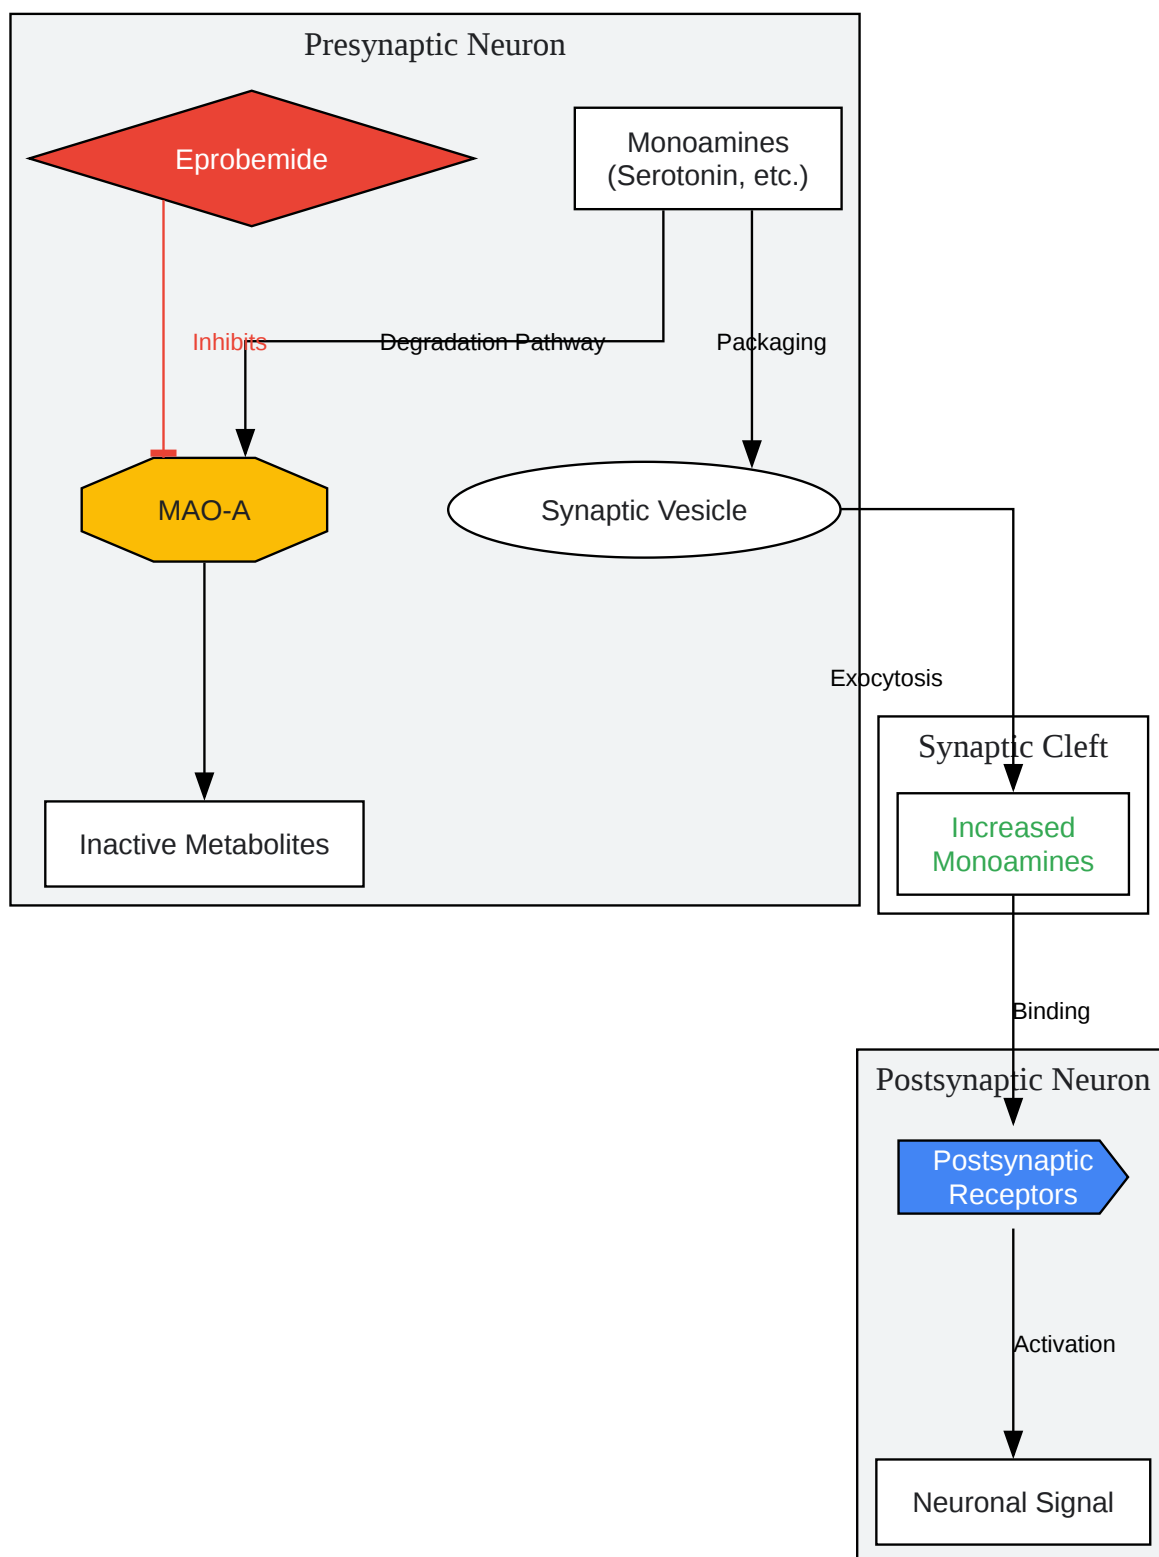 Presynaptic Neuron
Eprobemide
Monoamines
(Serotonin, etc.)
Inhibits
Degradation Pathway
Packaging
MAO-A
Synaptic Vesicle
Exocytosis
Inactive Metabolites
Synaptic Cleft
Increased
Monoamines
Binding
Postsynaptic Neuron
Postsynaptic
Receptors
Activation
Neuronal Signal